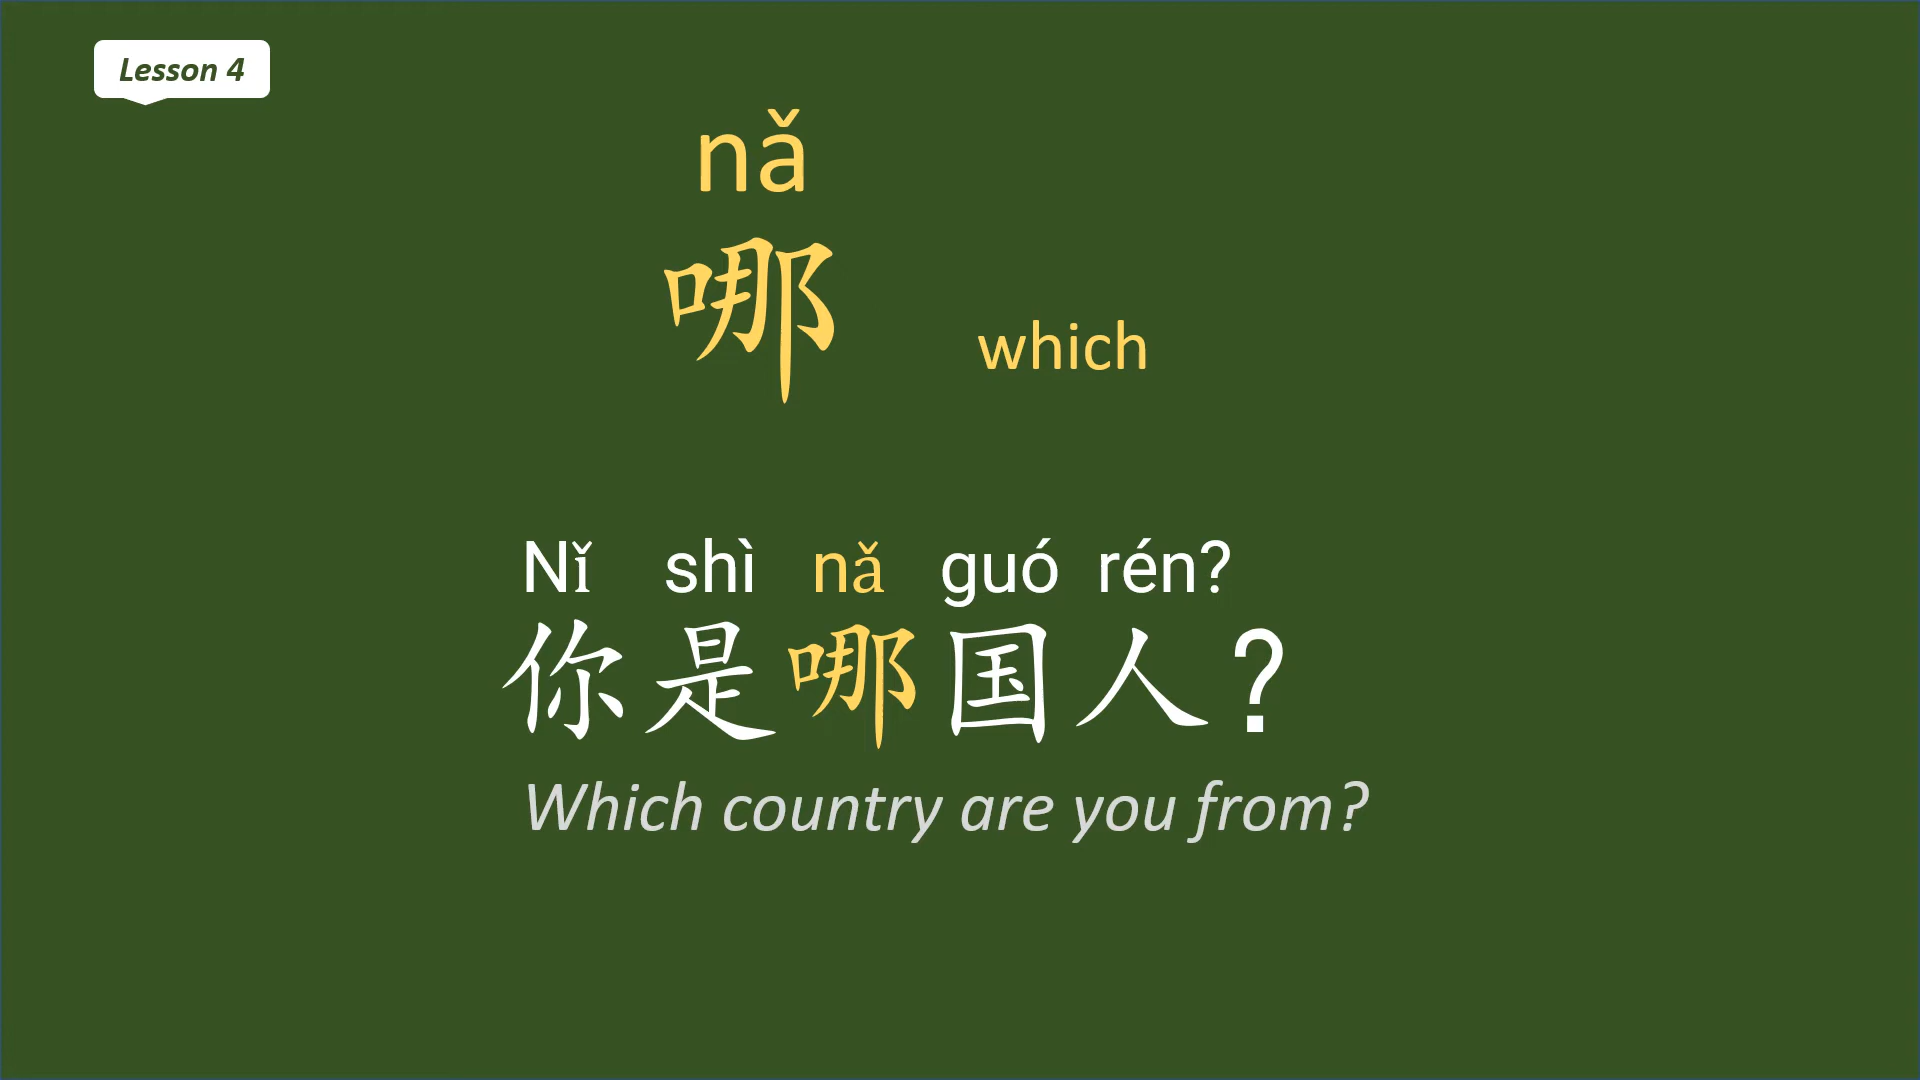 Lesson 4
nǎ
哪
which
Nǐ shì nǎ guó rén?
你是哪国人?
Which country are you from?